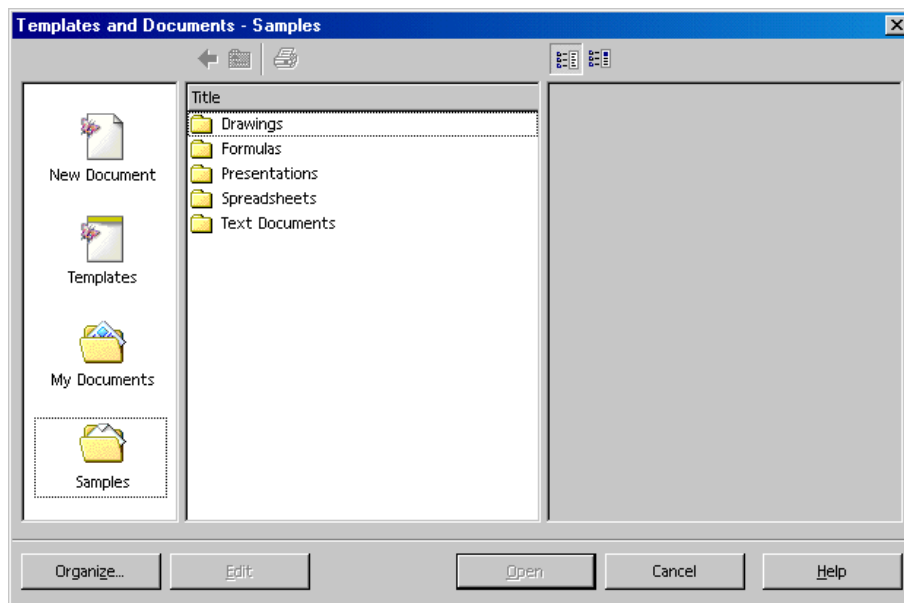 Templates and Documents - Samples
Title
New Document
Templates
My Documents
Samples
Drawings
Formulas
Presentations
Spreadsheets
Text Documents
Organize...
Edit
Open
Cancel
Help